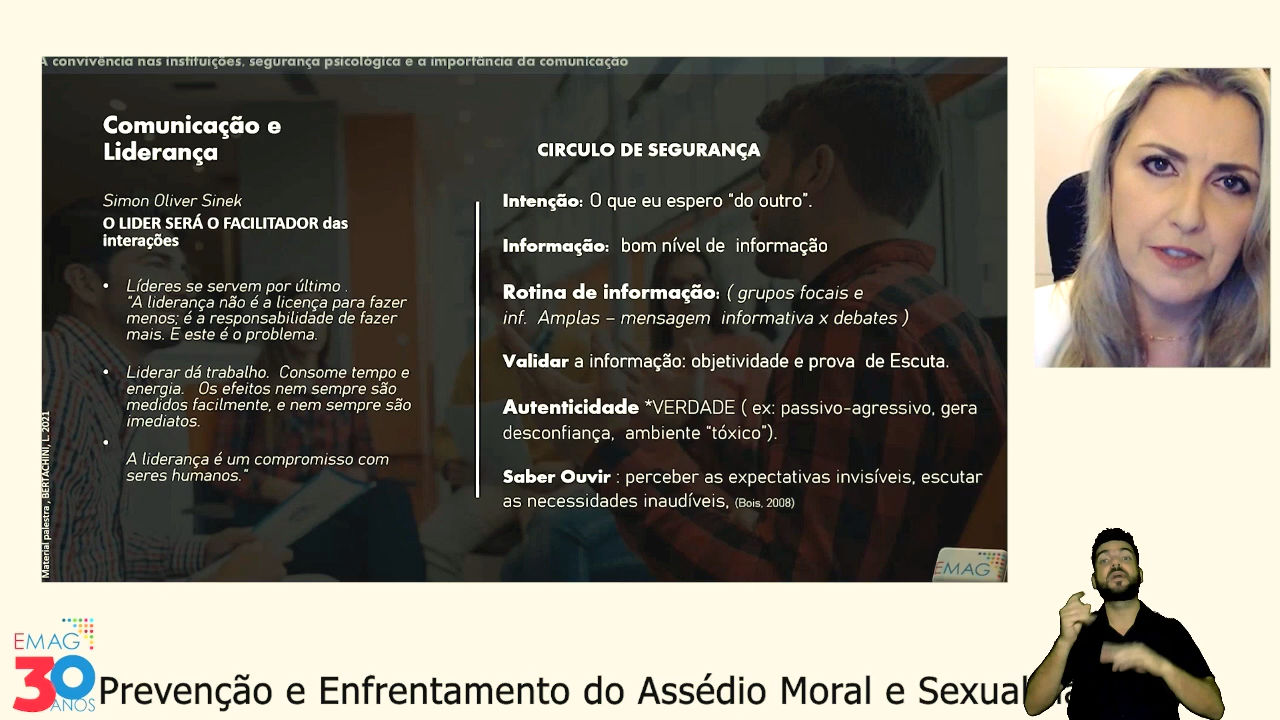 A convivência nas instituições, segurança psicológica e a importância da comunicação
Comunicação e
Liderança
Simon Oliver Sinek
O LIDER SERÁ O FACILITADOR das
interações
• Líderes se servem por último .
“A liderança não é a licença para fazer
menos; é a responsabilidade de fazer
mais. E este é o problema.
• Liderar dá trabalho. Consome tempo e
energia. Os efeitos nem sempre são
medidos facilmente, e nem sempre são
imediatos.
•
A liderança é um compromisso com
seres humanos.”
Material palestra , BERTACHINI, L. 2021
CIRCULO DE SEGURANÇA
Intenção: O que eu espero “do outro”.
Informação: bom nível de informação
Rotina de informação: ( grupos focais e
inf. Amplas – mensagem informativa x debates )
Validar a informação: objetividade e prova de Escuta.
Autenticidade *VERDADE ( ex: passivo-agressivo, gera
desconfiança, ambiente “tóxico”).
Saber Ouvir : perceber as expectativas invisíveis, escutar
as necessidades inaudíveis, (Bois, 2008)
EMAG
EMAG
30
ANOS
Prevenção e Enfrentamento do Assédio Moral e Sexual